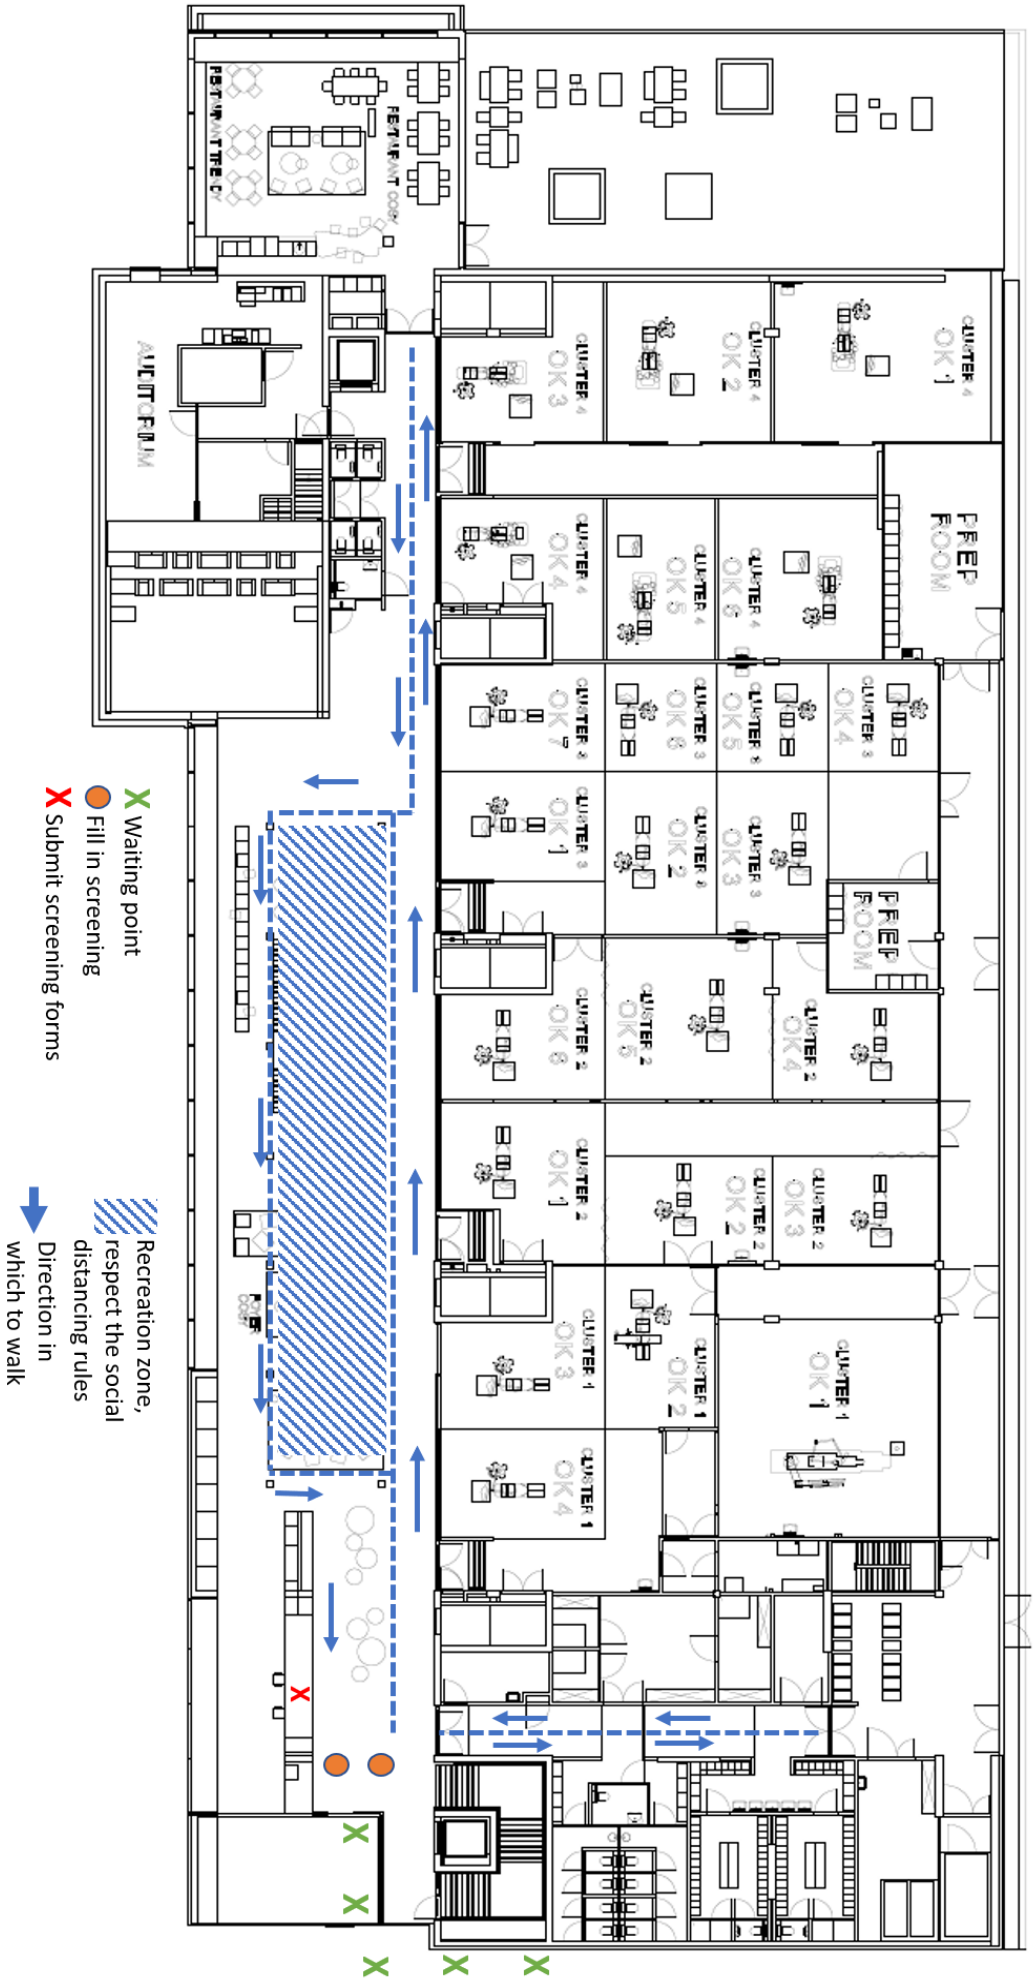 RESTAURANT TRENDY
RESTAURANT COSY
AUDITORIUM
CLUSTER 4
OK 1
CLUSTER 4
OK 2
CLUSTER 4
OK 3
PREP
ROOM
CLUSTER 4
OK 4
CLUSTER 4
OK 5
CLUSTER 4
OK 6
CLUSTER 3
OK 7
CLUSTER 3
OK 6
CLUSTER 3
OK 5
CLUSTER 3
OK 4
CLUSTER 3
OK 1
CLUSTER 3
OK 2
CLUSTER 3
OK 3
PREP
ROOM
CLUSTER 2
OK 6
CLUSTER 2
OK 5
CLUSTER 2
OK 4
CLUSTER 2
OK 1
CLUSTER 2
OK 2
CLUSTER 2
OK 3
FOYER
COSY
CLUSTER 1
OK 3
CLUSTER 1
OK 2
CLUSTER 1
OK 1
CLUSTER 1
OK 4
X
X
X
X
X
X
X Waiting point
Fill in screening
X Submit screening forms
Recreation zone,
respect the social
distancing rules
Direction in
which to walk